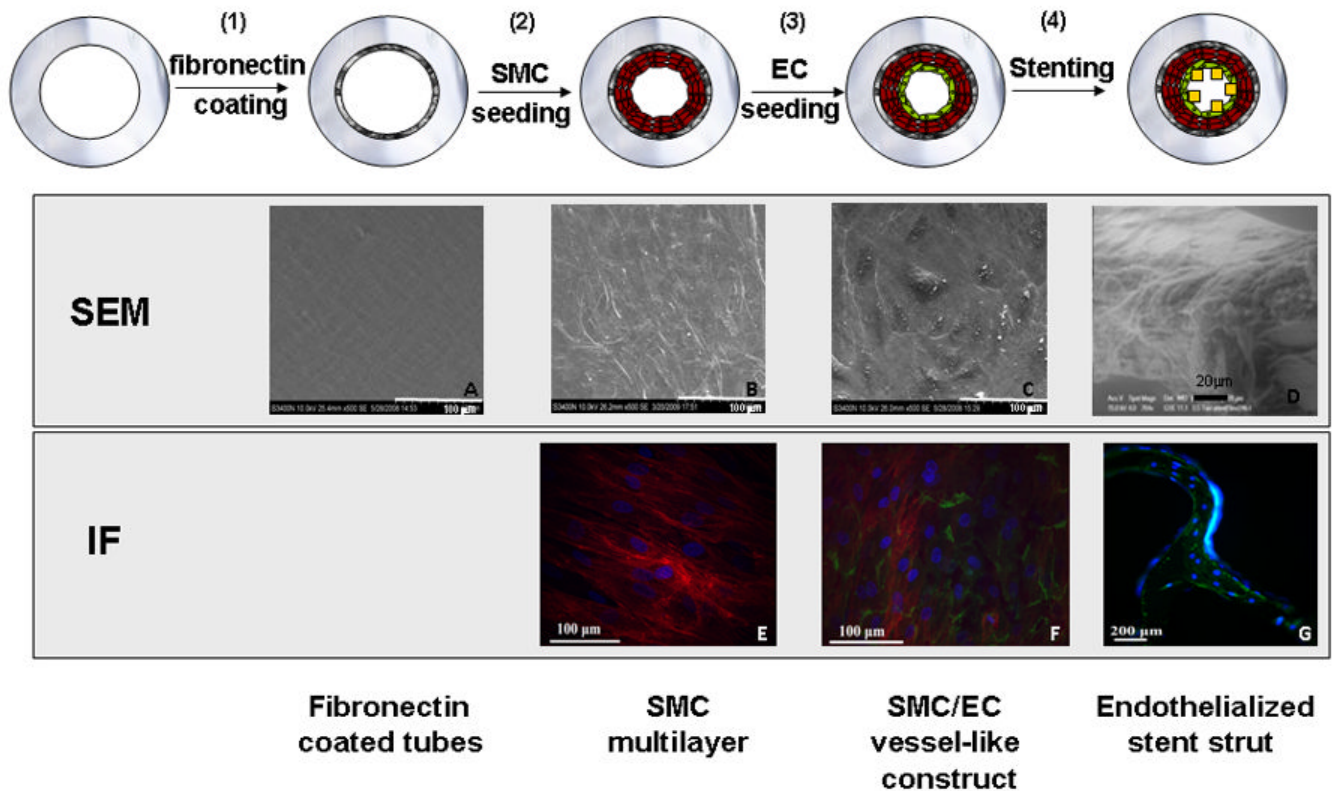 (1)
(2)
(3)
(4)
fibronectin
coating
SMC
seeding
EC
seeding
Stenting
SEM
A
100 µm
B
100 µm
C
100 µm
20µm
D
IF
100 µm
E
100 µm
F
200 µm
G
Fibronectin
coated tubes
SMC
multilayer
SMC/EC
vessel-like
construct
Endothelialized
stent strut